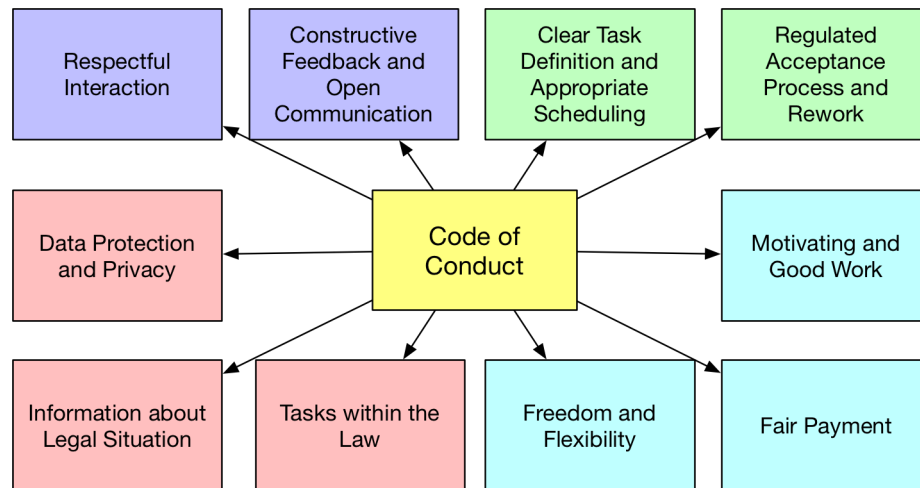 Respectful
Interaction
Constructive
Feedback and
Open
Communication
Clear Task
Definition and
Appropriate
Scheduling
Regulated
Acceptance
Process and
Rework
Data Protection
and Privacy
Code of
Conduct
Motivating and
Good Work
Information about
Legal Situation
Tasks within the
Law
Freedom and
Flexibility
Fair Payment